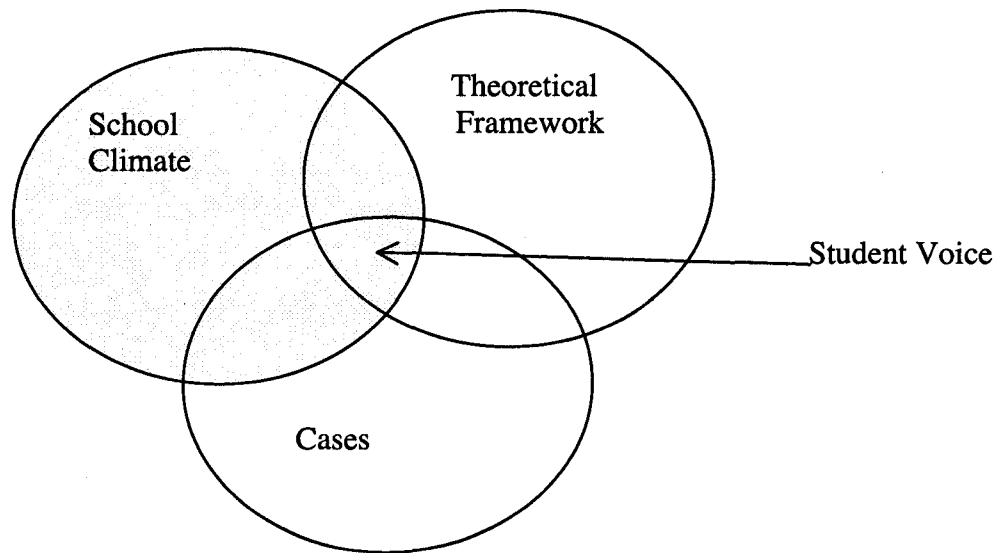 Theoretical
Framework
School
Climate
Student Voice
Cases